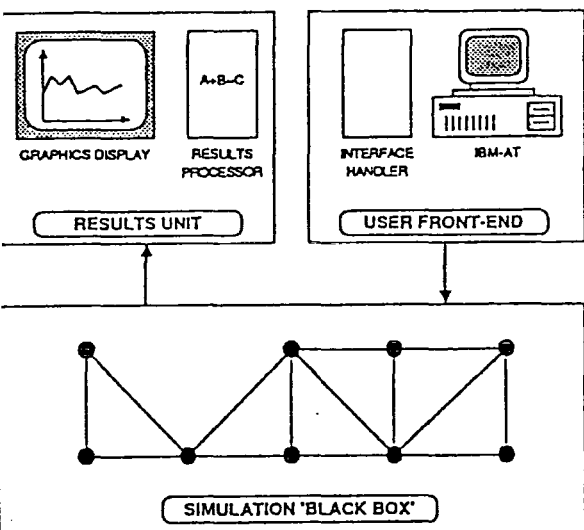 A+B=C
GRAPHICS DISPLAY
RESULTS
PROCESSOR
RESULTS UNIT
INTERFACE
HANDLER
IBM-AT
USER FRONT-END
SIMULATION "BLACK BOX"